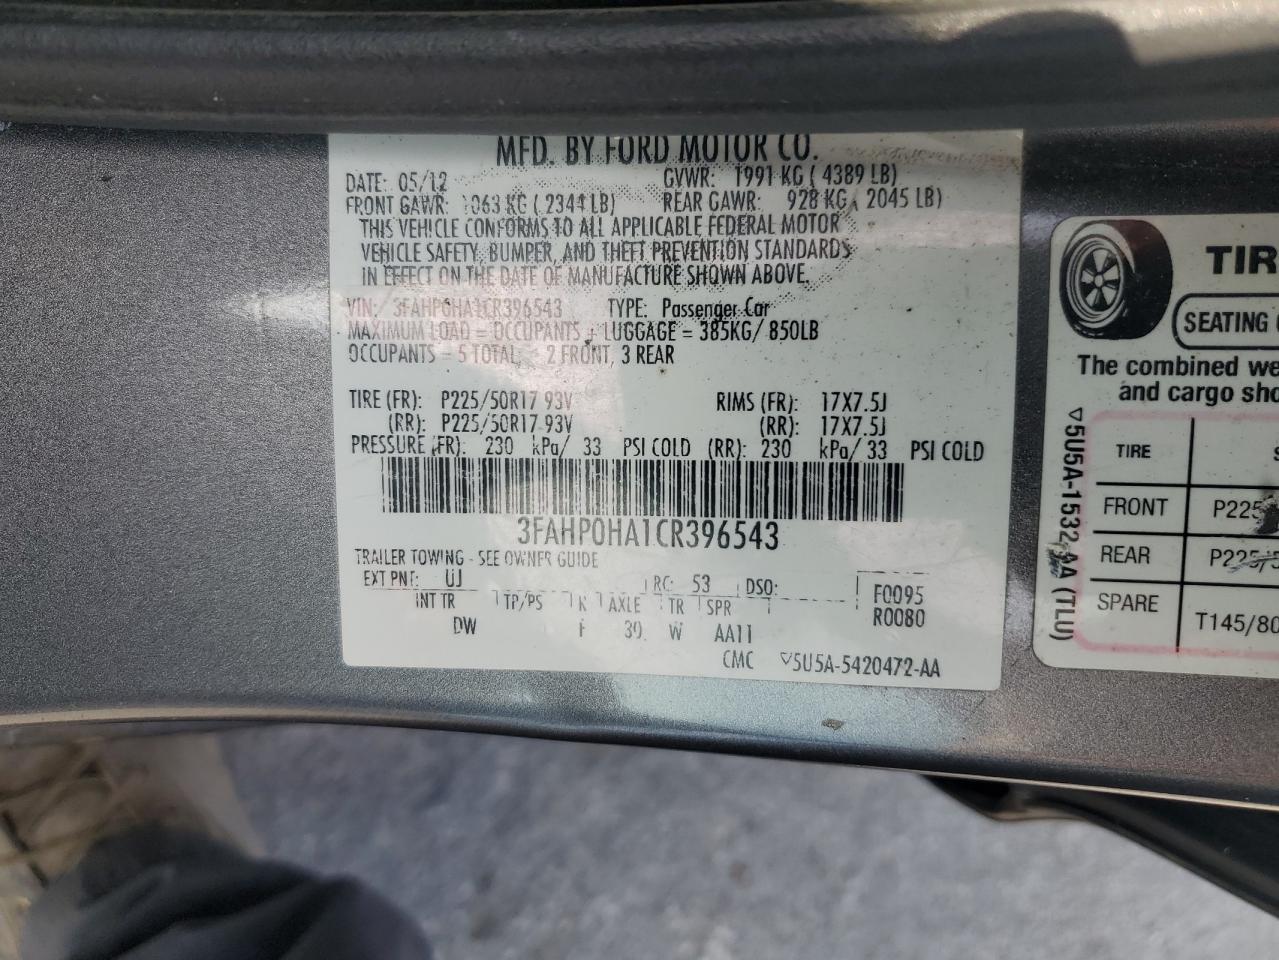 MFD. BY FORD MOTOR CO.
DATE: 05/12 GVWR: 1991 KG ( 4389 LB)
FRONT GAWR: 1063 KG ( 2344 LB) REAR GAWR: 928 KG ( 2045 LB)
THIS VEHICLE CONFORMS TO ALL APPLICABLE FEDERAL MOTOR
VEHICLE SAFETY, BUMPER, AND THEFT PREVENTION STANDARDS
IN EFFECT ON THE DATE OF MANUFACTURE SHOWN ABOVE.
VIN: 3FAHP0HA1CR396543 TYPE: Passenger Car
MAXIMUM LOAD = OCCUPANTS + LUGGAGE = 385KG/ 850LB
OCCUPANTS = 5 TOTAL, 2 FRONT, 3 REAR
TIRE (FR): P225/50R17 93V RIMS (FR): 17X7.5J
(RR): P225/50R17 93V (RR): 17X7.5J
PRESSURE (FR): 230 kPa/ 33 PSI COLD (RR): 230 kPa/ 33 PSI COLD
3FAHP0HA1CR396543
TRAILER TOWING - SEE OWNER GUIDE
EXT PNT: UJ RC: 53 DSO: F0095
INT TR TP/PS R AXLE TR SPR R0080
DW F 39 W AA11
CMC ▽5U5A-5420472-AA
TIR
SEATING
The combined we
and cargo sho
TIRE S
FRONT P225
REAR P225/5
SPARE T145/80
▽5U5A-1532 AA (TLU)